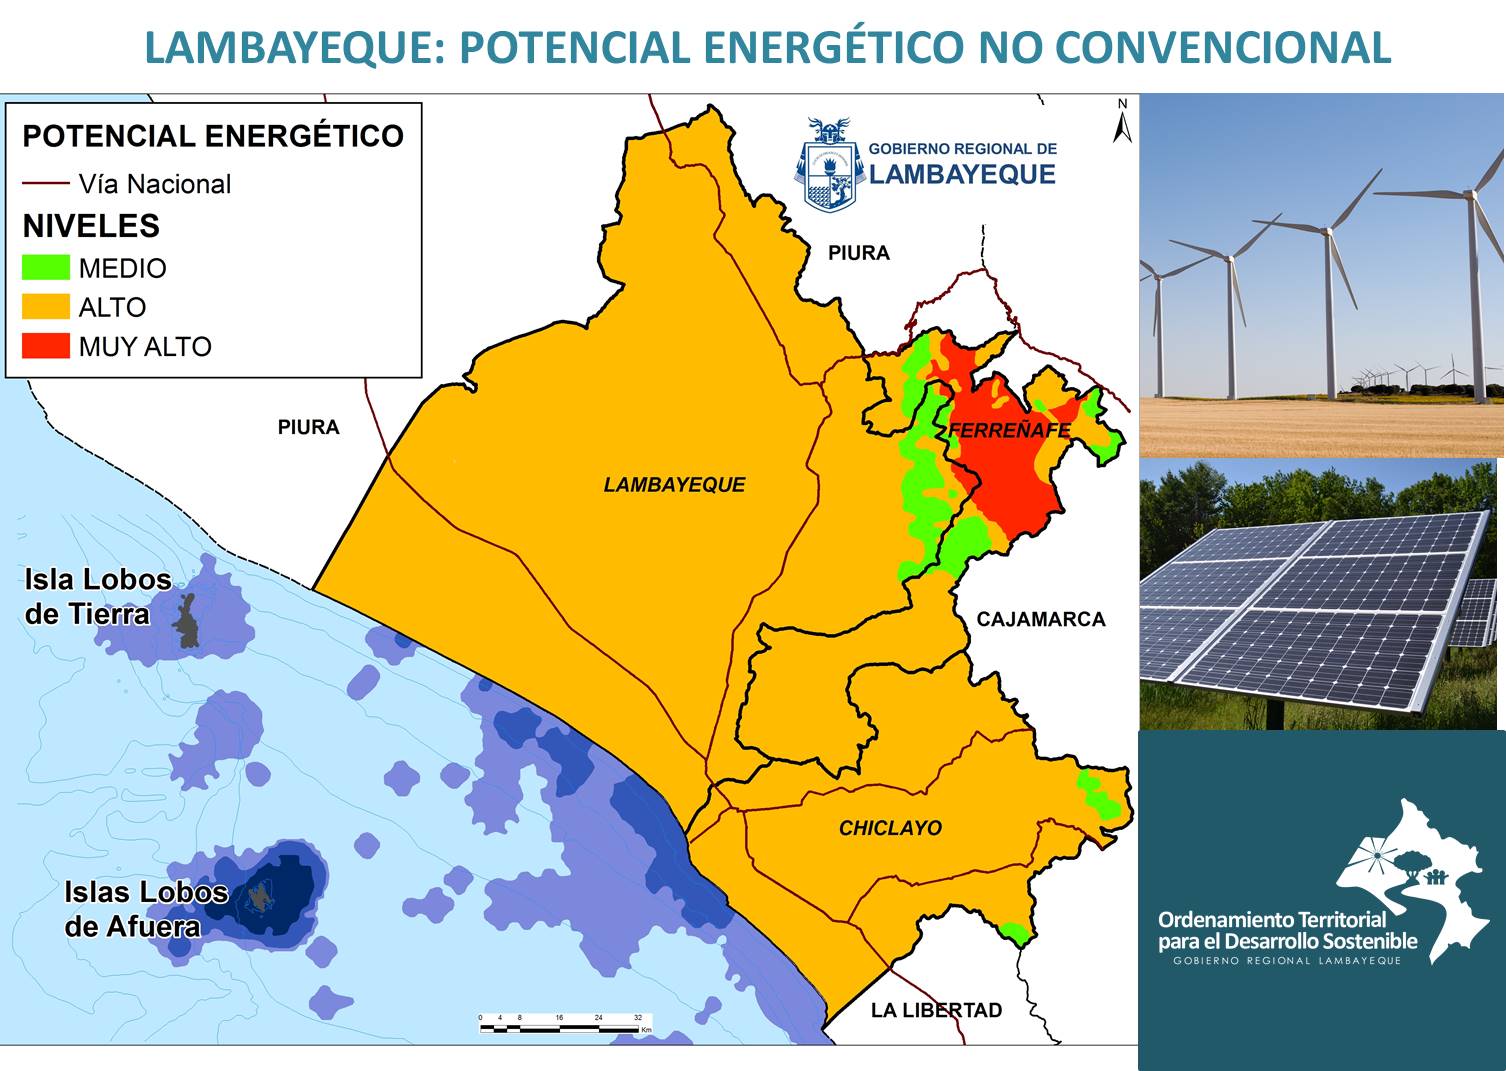 LAMBAYEQUE: POTENCIAL ENERGÉTICO NO CONVENCIONAL
POTENCIAL ENERGÉTICO
Vía Nacional
NIVELES
MEDIO
ALTO
MUY ALTO
N
GOBIERNO REGIONAL DE
LAMBAYEQUE
PIURA
PIURA
FERREÑAFE
LAMBAYEQUE
Isla Lobos
de Tierra
CAJAMARCA
CHICLAYO
Islas Lobos
de Afuera
LA LIBERTAD
0 4 8 16 24 32
Km
Ordenamiento Territorial
para el Desarrollo Sostenible
GOBIERNO REGIONAL LAMBAYEQUE